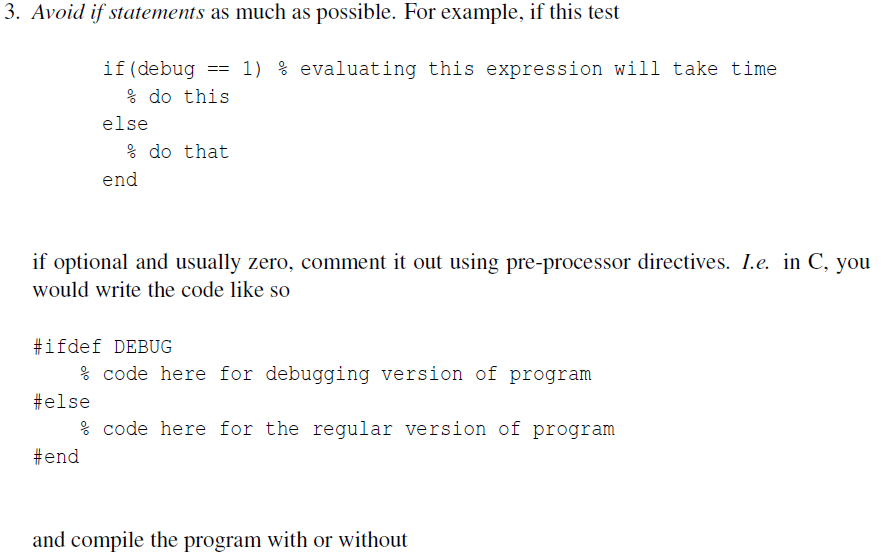 3. Avoid if statements as much as possible. For example, if this test
if(debug == 1) % evaluating this expression will take time
% do this
else
% do that
end
if optional and usually zero, comment it out using pre-processor directives. I.e. in C, you
would write the code like so
#ifdef DEBUG
% code here for debugging version of program
#else
% code here for the regular version of program
#end
and compile the program with or without